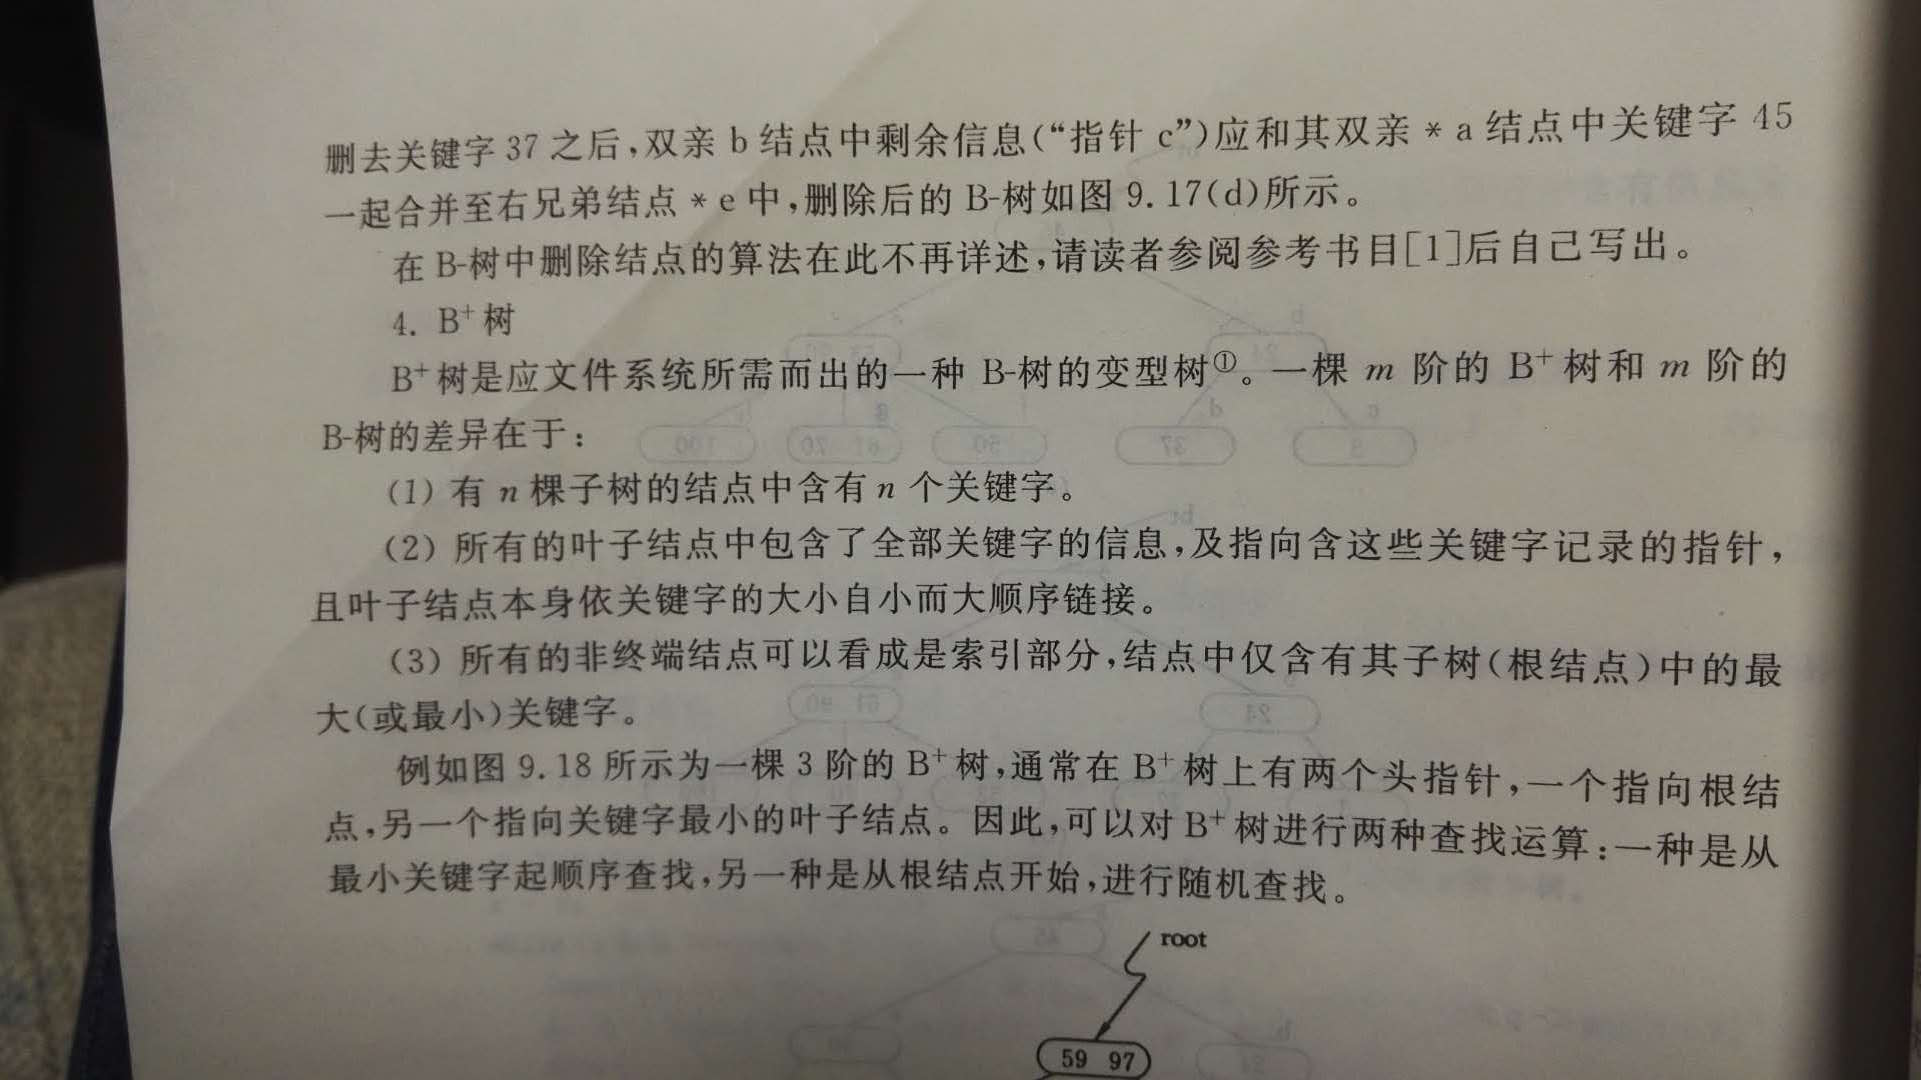 删去关键字 37 之后,双亲 b 结点中剩余信息(“指针 c”)应和其双亲 * a 结点中关键字 45
一起合并至右兄弟结点 * e 中,删除后的 B-树如图 9.17(d)所示。
在 B-树中删除结点的算法在此不再详述,请读者参阅参考书目[1]后自己写出。
4. B⁺ 树
B⁺ 树是应文件系统所需而出的一种 B-树的变型树①。一棵 m 阶的 B⁺ 树和 m 阶的
B-树的差异在于:
(1) 有 n 棵子树的结点中含有 n 个关键字。
(2) 所有的叶子结点中包含了全部关键字的信息,及指向含这些关键字记录的指针,
且叶子结点本身依关键字的大小自小而大顺序链接。
(3) 所有的非终端结点可以看成是索引部分,结点中仅含有其子树(根结点)中的最
大(或最小)关键字。
例如图 9.18 所示为一棵 3 阶的 B⁺ 树,通常在 B⁺ 树上有两个头指针,一个指向根结
点,另一个指向关键字最小的叶子结点。因此,可以对 B⁺ 树进行两种查找运算:一种是从
最小关键字起顺序查找,另一种是从根结点开始,进行随机查找。
root
59 97